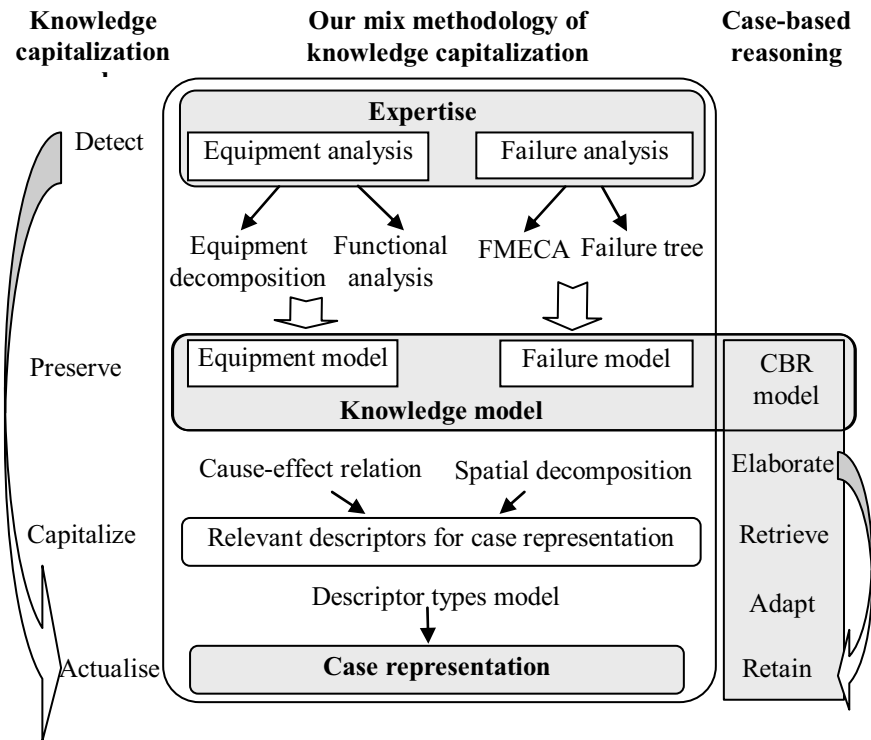 Knowledge
capitalization
Our mix methodology of
knowledge capitalization
Case-based
reasoning
Expertise
Detect
Equipment analysis
Failure analysis
Equipment
decomposition
Functional
analysis
FMECA
Failure tree
Preserve
Equipment model
Failure model
CBR
model
Knowledge model
Cause-effect relation
Spatial decomposition
Elaborate
Capitalize
Relevant descriptors for case representation
Retrieve
Descriptor types model
Adapt
Actualise
Case representation
Retain